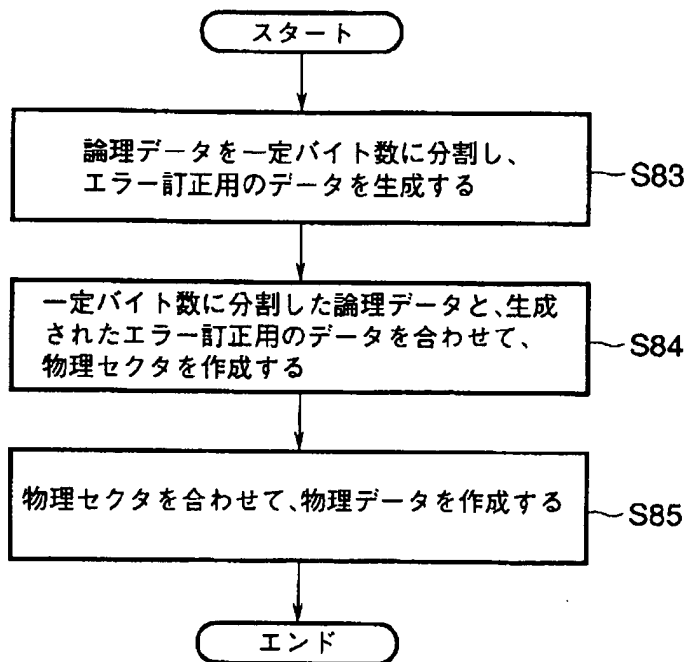 スタート
論理データを一定バイト数に分割し、
エラー訂正用のデータを生成する
S83
一定バイト数に分割した論理データと、生成
されたエラー訂正用のデータを合わせて、
物理セクタを作成する
S84
物理セクタを合わせて、物理データを作成する
S85
エンド